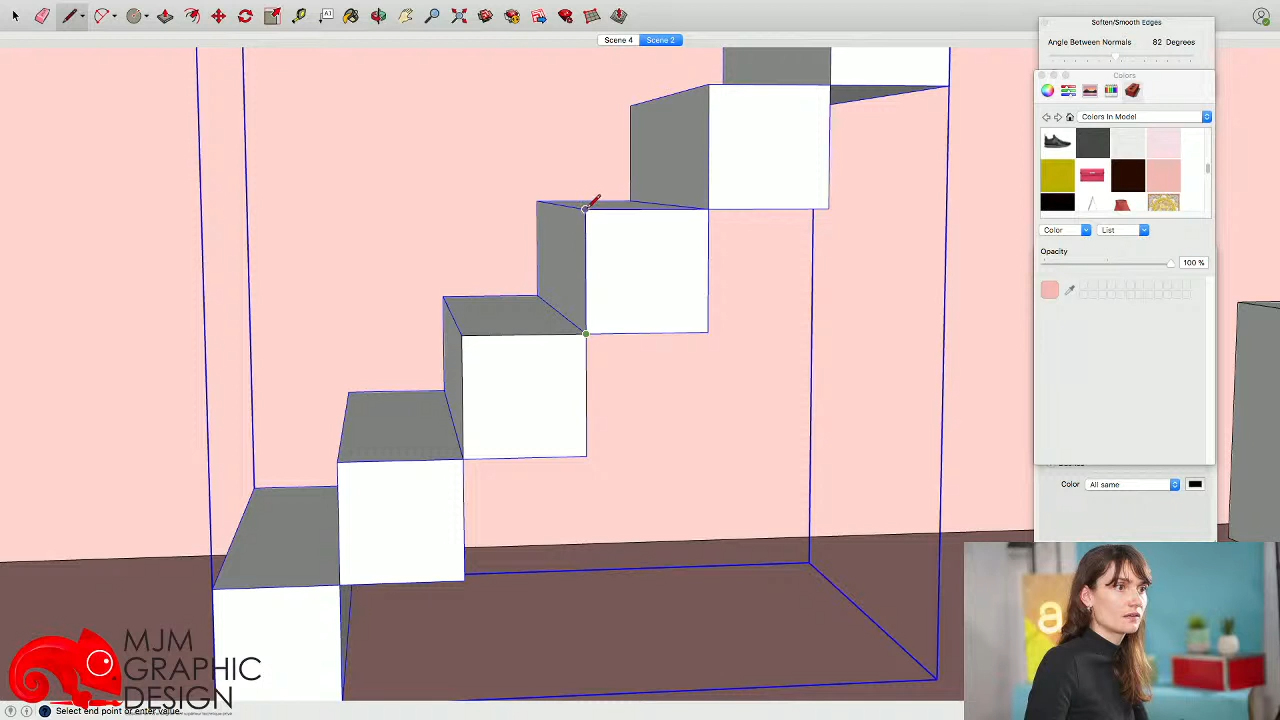 Soften/Smooth Edges
Scene 4
Scene 2
Angle Between Normals 82 Degrees
Colors
Colors In Model
Color
List
Opacity
100 %
Color All same
a
MJM
GRAPHIC
DESIGN
Select end point or enter value.